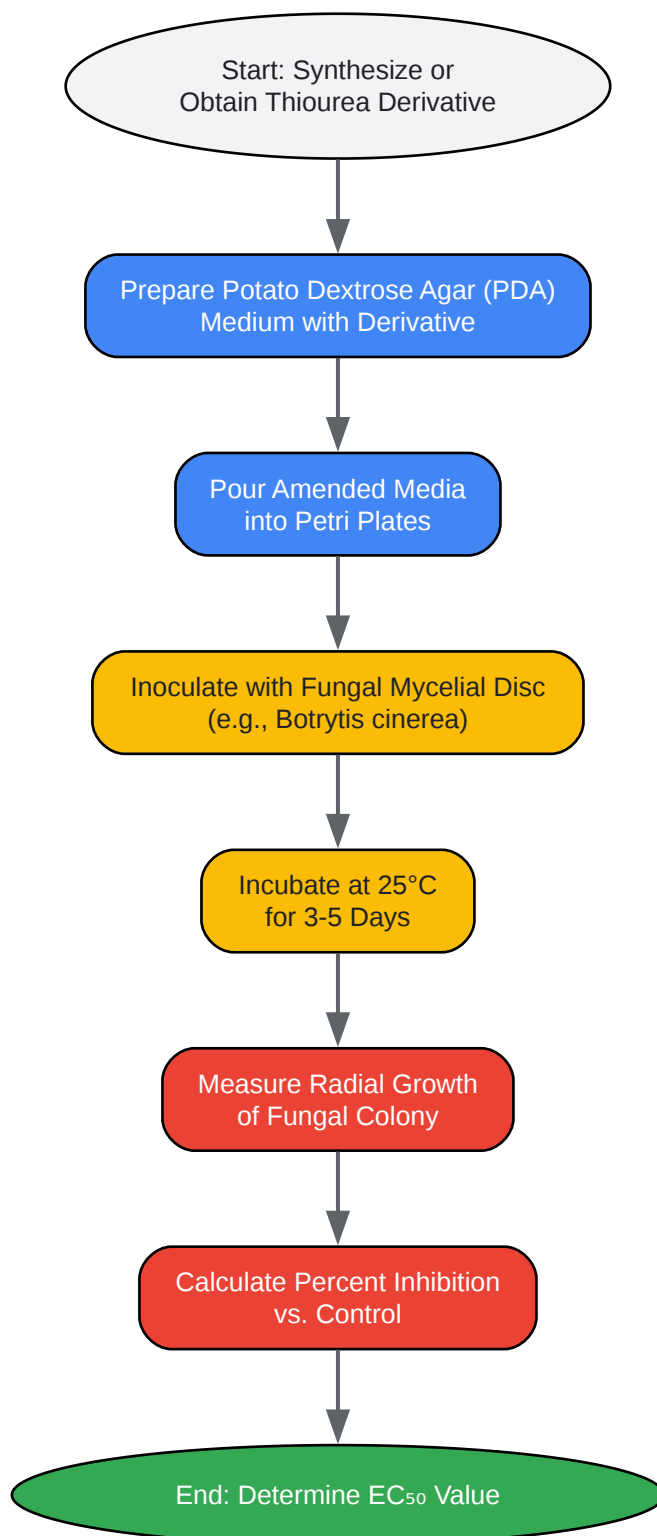 Start: Synthesize or
Obtain Thiourea Derivative
Prepare Potato Dextrose Agar (PDA)
Medium with Derivative
Pour Amended Media
into Petri Plates
Inoculate with Fungal Mycelial Disc
(e.g., Botrytis cinerea)
Incubate at 25°C
for 3-5 Days
Measure Radial Growth
of Fungal Colony
Calculate Percent Inhibition
vs. Control
End: Determine EC₅₀ Value